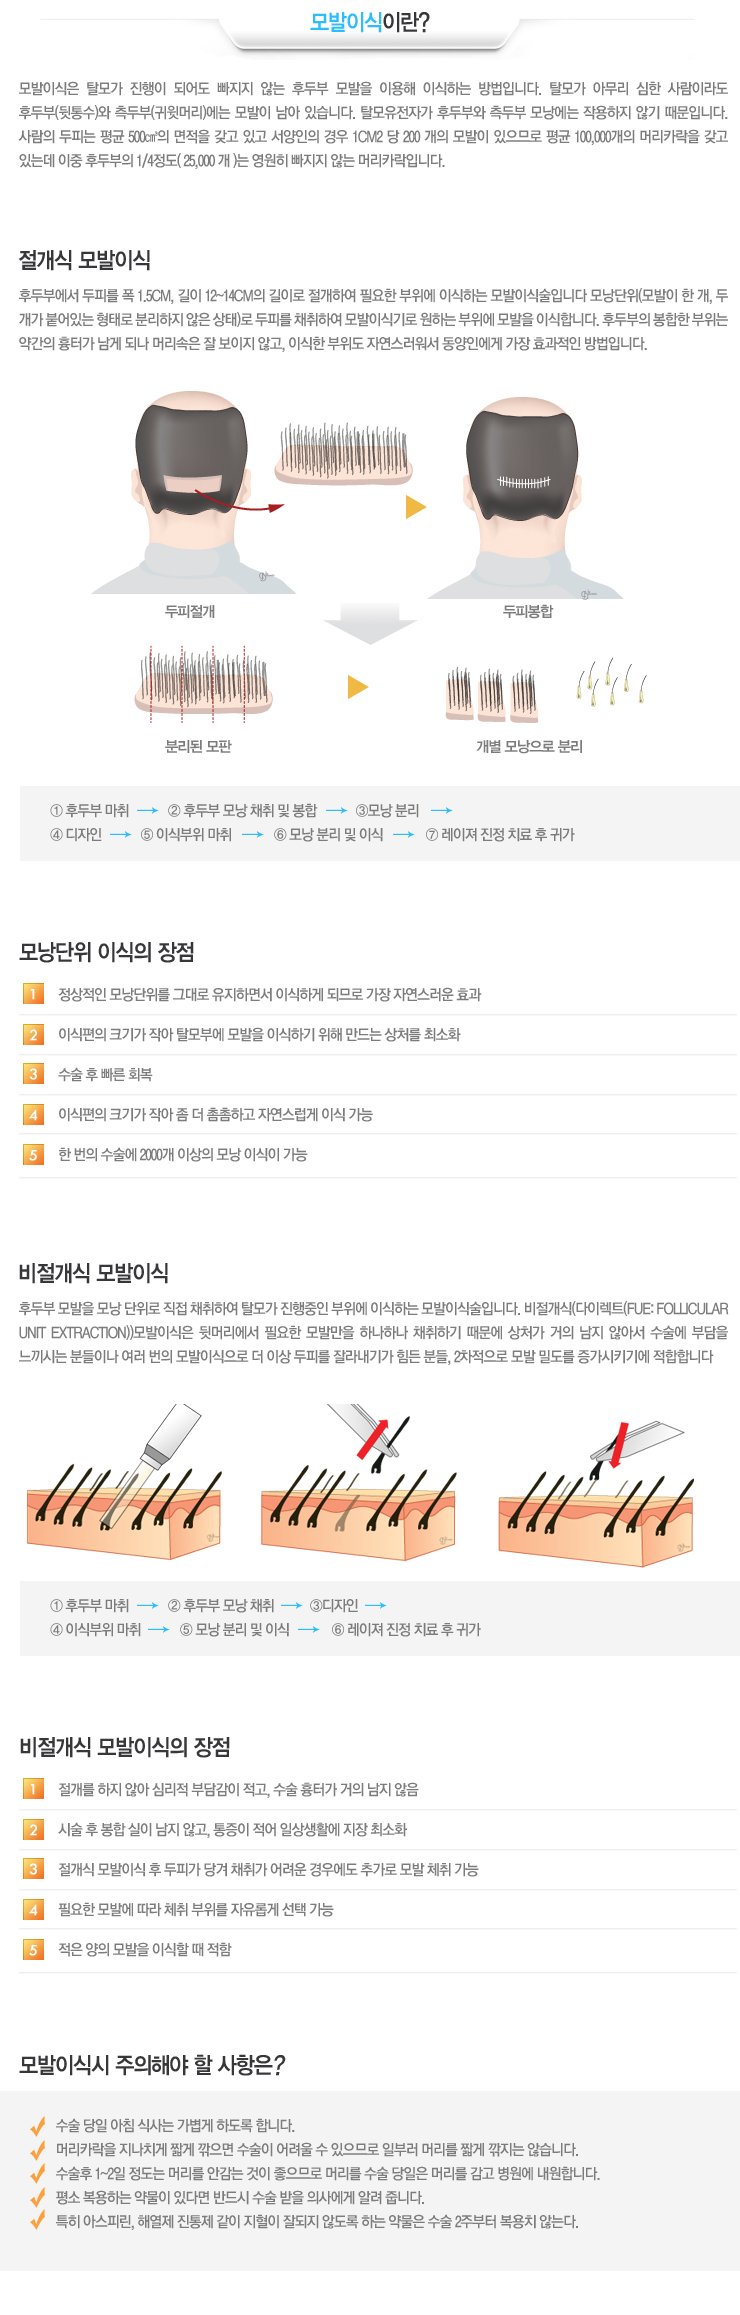 모발이식이란?
모발이식은 탈모가 진행이 되어도 빠지지 않는 후두부 모발을 이용해 이식하는 방법입니다. 탈모가 아무리 심한 사람이라도
후두부(뒷통수)와 측두부(귀윗머리)에는 모발이 남아 있습니다. 탈모유전자가 후두부와 측두부 모낭에는 작용하지 않기 때문입니다.
사람의 두피는 평균 500㎠의 면적을 갖고 있고 서양인의 경우 1CM2 당 200 개의 모발이 있으므로 평균 100,000개의 머리카락을 갖고
있는데 이중 후두부의 1/4정도( 25,000 개 )는 영원히 빠지지 않는 머리카락입니다.
절개식 모발이식
후두부에서 두피를 폭 1.5CM, 길이 12~14CM의 길이로 절개하여 필요한 부위에 이식하는 모발이식술입니다 모낭단위(모발이 한 개, 두
개가 붙어있는 형태로 분리하지 않은 상태)로 두피를 채취하여 모발이식기로 원하는 부위에 모발을 이식합니다. 후두부의 봉합한 부위는
약간의 흉터가 남게 되나 머리속은 잘 보이지 않고, 이식한 부위도 자연스러워서 동양인에게 가장 효과적인 방법입니다.
두피절개
두피봉합
분리된 모판
개별 모낭으로 분리
① 후두부 마취 → ② 후두부 모낭 채취 및 봉합 → ③모낭 분리 →
④ 디자인 → ⑤ 이식부위 마취 → ⑥ 모낭 분리 및 이식 → ⑦ 레이져 진정 치료 후 귀가
모낭단위 이식의 장점
1 정상적인 모낭단위를 그대로 유지하면서 이식하게 되므로 가장 자연스러운 효과
2 이식편의 크기가 작아 탈모부에 모발을 이식하기 위해 만드는 상처를 최소화
3 수술 후 빠른 회복
4 이식편의 크기가 작아 좀 더 촘촘하고 자연스럽게 이식 가능
5 한 번의 수술에 2000개 이상의 모낭 이식이 가능
비절개식 모발이식
후두부 모발을 모낭 단위로 직접 채취하여 탈모가 진행중인 부위에 이식하는 모발이식술입니다. 비절개식(다이렉트(FUE: FOLLICULAR
UNIT EXTRACTION))모발이식은 뒷머리에서 필요한 모발만을 하나하나 채취하기 때문에 상처가 거의 남지 않아서 수술에 부담을
느끼시는 분들이나 여러 번의 모발이식으로 더 이상 두피를 잘라내기가 힘든 분들, 2차적으로 모발 밀도를 증가시키기에 적합합니다
① 후두부 마취 → ② 후두부 모낭 채취 → ③디자인 →
④ 이식부위 마취 → ⑤ 모낭 분리 및 이식 → ⑥ 레이져 진정 치료 후 귀가
비절개식 모발이식의 장점
1 절개를 하지 않아 심리적 부담감이 적고, 수술 흉터가 거의 남지 않음
2 시술 후 봉합 실이 남지 않고, 통증이 적어 일상생활에 지장 최소화
3 절개식 모발이식 후 두피가 당겨 채취가 어려운 경우에도 추가로 모발 체취 가능
4 필요한 모발에 따라 체취 부위를 자유롭게 선택 가능
5 적은 양의 모발을 이식할 때 적합
모발이식시 주의해야 할 사항은?
수술 당일 아침 식사는 가볍게 하도록 합니다.
머리카락을 지나치게 짧게 깎으면 수술이 어려울 수 있으므로 일부러 머리를 짧게 깎지는 않습니다.
수술후 1~2일 정도는 머리를 안감는 것이 좋으므로 머리를 수술 당일은 머리를 감고 병원에 내원합니다.
평소 복용하는 약물이 있다면 반드시 수술 받을 의사에게 알려 줍니다.
특히 아스피린, 해열제 진통제 같이 지혈이 잘되지 않도록 하는 약물은 수술 2주부터 복용치 않는다.